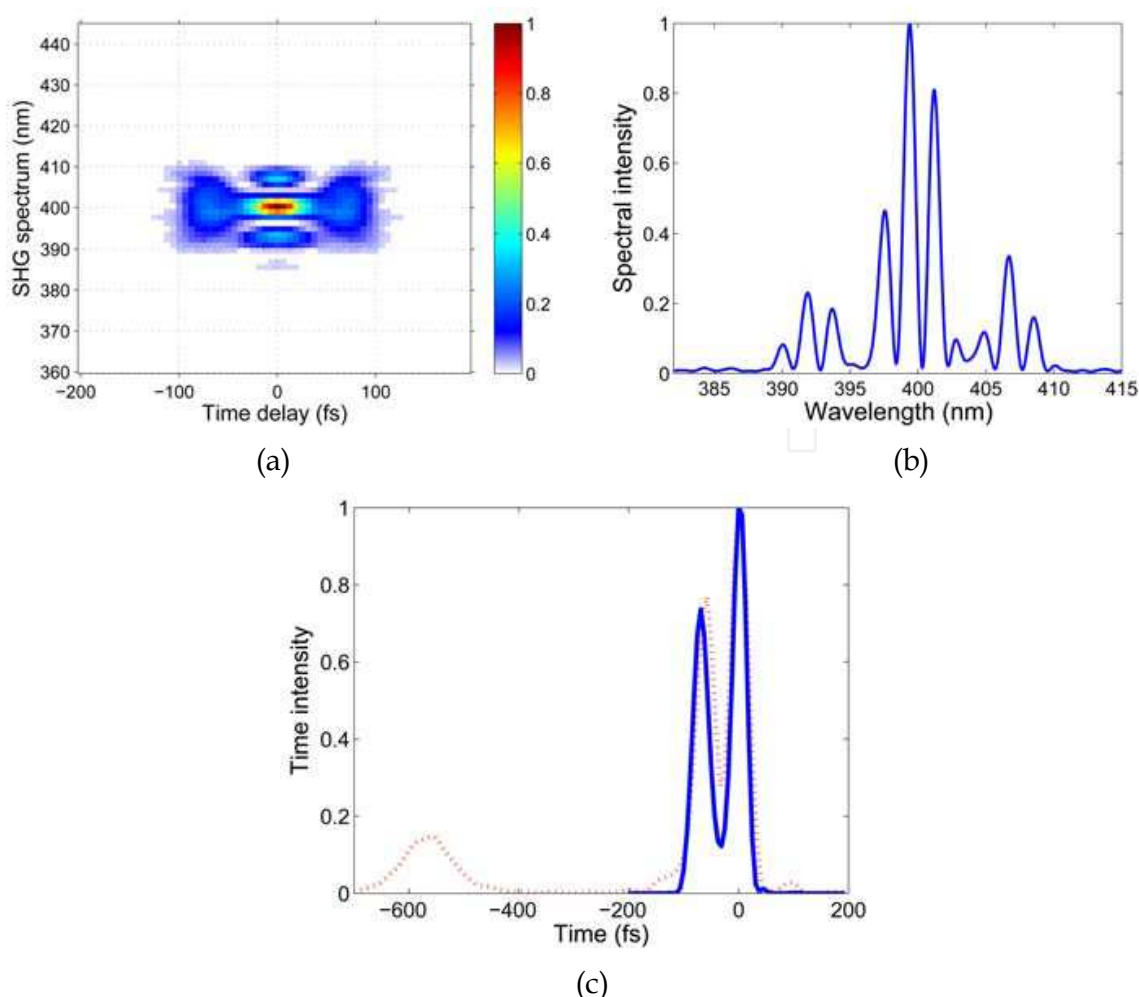 440
430
420
410
400
390
380
370
360
SHG spectrum (nm)
−200 −100 0 100
Time delay (fs)
1
0.8
0.6
0.4
0.2
0
(a)
1
0.8
0.6
0.4
0.2
0
Spectral intensity
385 390 395 400 405 410 415
Wavelength (nm)
(b)
1
0.8
0.6
0.4
0.2
0
Time intensity
−600 −400 −200 0 200
Time (fs)
(c)